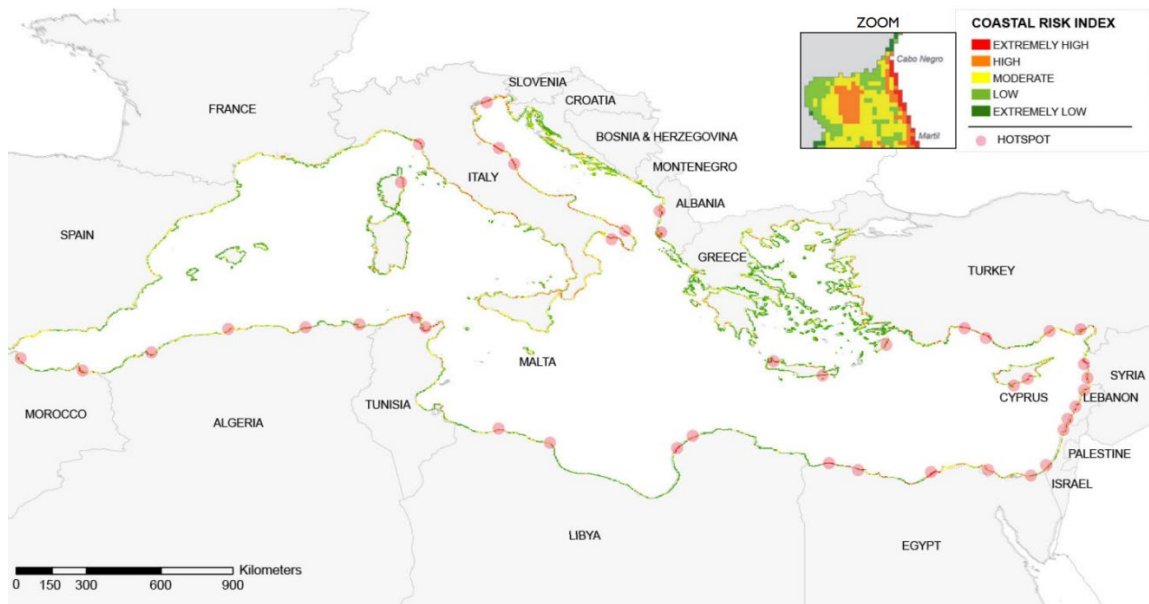 ZOOM
Cabo Negro
Martil
COASTAL RISK INDEX
EXTREMELY HIGH
HIGH
MODERATE
LOW
EXTREMELY LOW
HOTSPOT
SLOVENIA
FRANCE
CROATIA
BOSNIA & HERZEGOVINA
MONTENEGRO
ITALY
ALBANIA
SPAIN
GREECE
TURKEY
MALTA
SYRIA
CYPRUS
LEBANON
MOROCCO
TUNISIA
ALGERIA
PALESTINE
ISRAEL
LIBYA
EGYPT
Kilometers
0 150 300 600 900